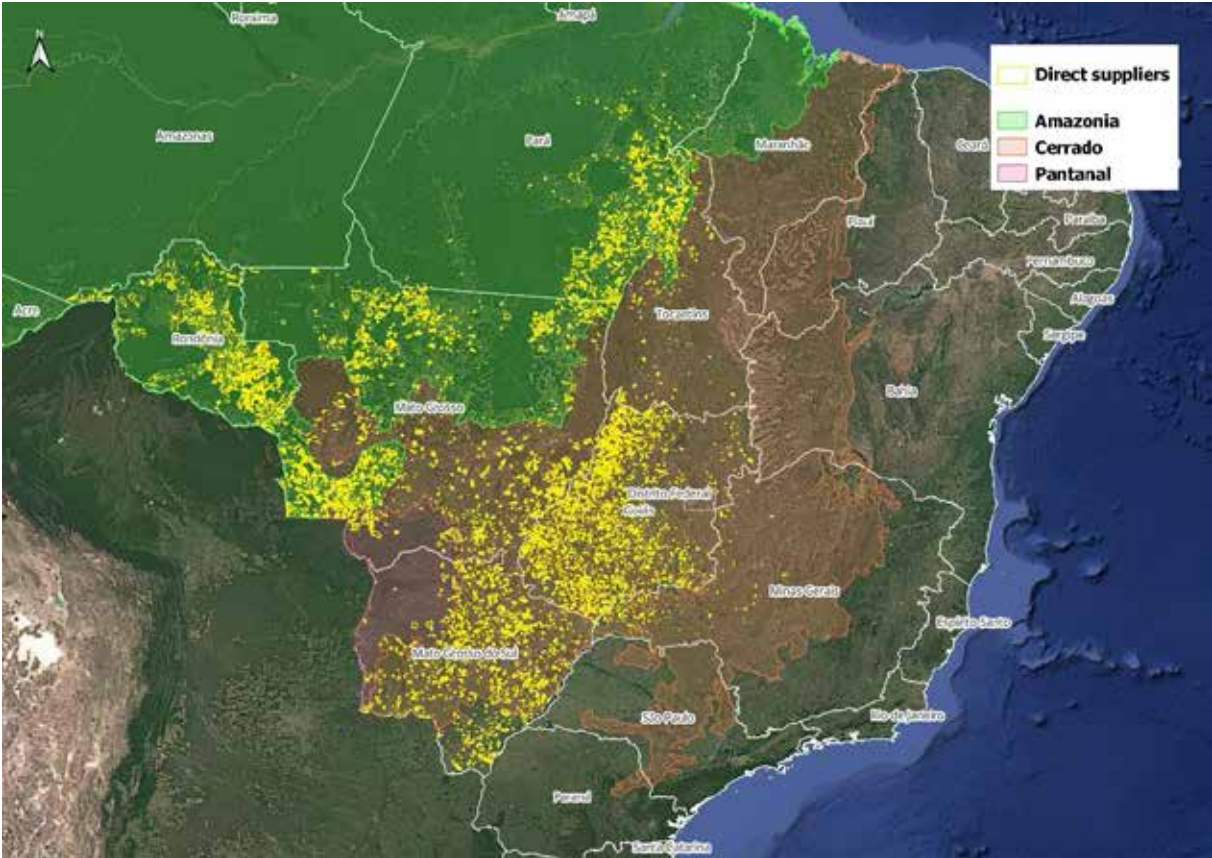 Roraima
Amapá
N
Direct suppliers
Amazonia
Cerrado
Pantanal
Amazonas
Pará
Maranhão
Ceará
Piauí
Paraíba
Pernambuco
Alagoas
Sergipe
Acre
Rondônia
Tocantins
Bahia
Mato Grosso
Distrito Federal
Goiás
Minas Gerais
Espírito Santo
Mato Grosso do Sul
São Paulo
Rio de Janeiro
Paraná
Santa Catarina